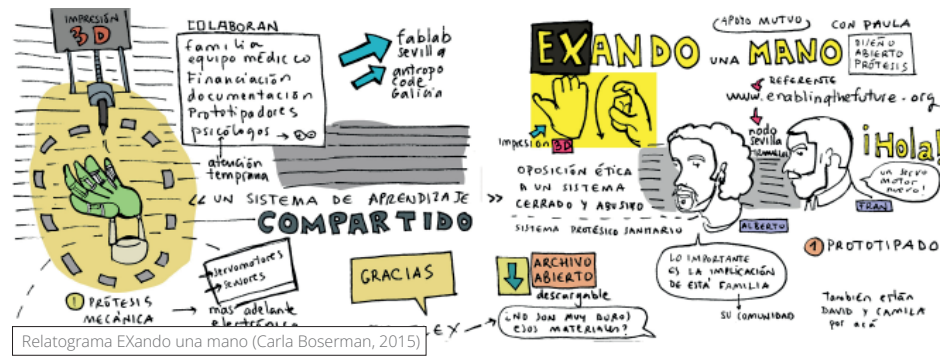 IMPRESIÓN
3D
COLABORAN
familia
equipo médico
Financiación
documentación
Prototipadores
psicólogos
atención
temprana
fablab
sevilla
antropo
code
Galicia
« UN SISTEMA DE APRENDIZAJE »
COMPARTIDO
servomotores
sensores
1 PRÓTESIS
MECÁNICA
mas adelante
GRACIAS
EXANDO UNA MANO
(APOYO MUTUO)
CON PAULA
DISEÑO
ABIERTO
PRÓTESIS
REFERENTE
www.enablingthefuture.org
nodo
sevilla
impresión 3D
OPOSICIÓN ÉTICA
A UN SISTEMA
CERRADO Y ABUSIVO
SISTEMA PROTÉSICO SANITARIO
ALBERTO
¡Hola!
un servo
motor
nuevo!
FRAN
LO IMPORTANTE
ES LA IMPLICACIÓN
DE ESTA FAMILIA
SU COMUNIDAD
1 PROTOTIPADO
También están
DAVID y CAMILA
por acá
ARCHIVO
ABIERTO
descargable
¿NO SON MUY DUROS
ESOS MATERIALES?
Relatograma EXando una mano (Carla Boserman, 2015)